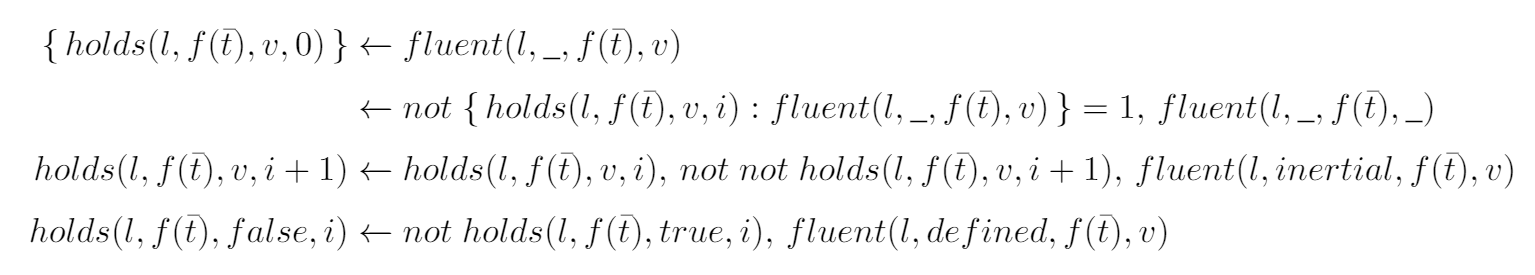 { holds(l, f(t̄), v, 0) } ← fluent(l, _, f(t̄), v)
← not { holds(l, f(t̄), v, i) : fluent(l, _, f(t̄), v) } = 1, fluent(l, _, f(t̄), _)
holds(l, f(t̄), v, i + 1) ← holds(l, f(t̄), v, i), not not holds(l, f(t̄), v, i + 1), fluent(l, inertial, f(t̄), v)
holds(l, f(t̄), false, i) ← not holds(l, f(t̄), true, i), fluent(l, defined, f(t̄), v)